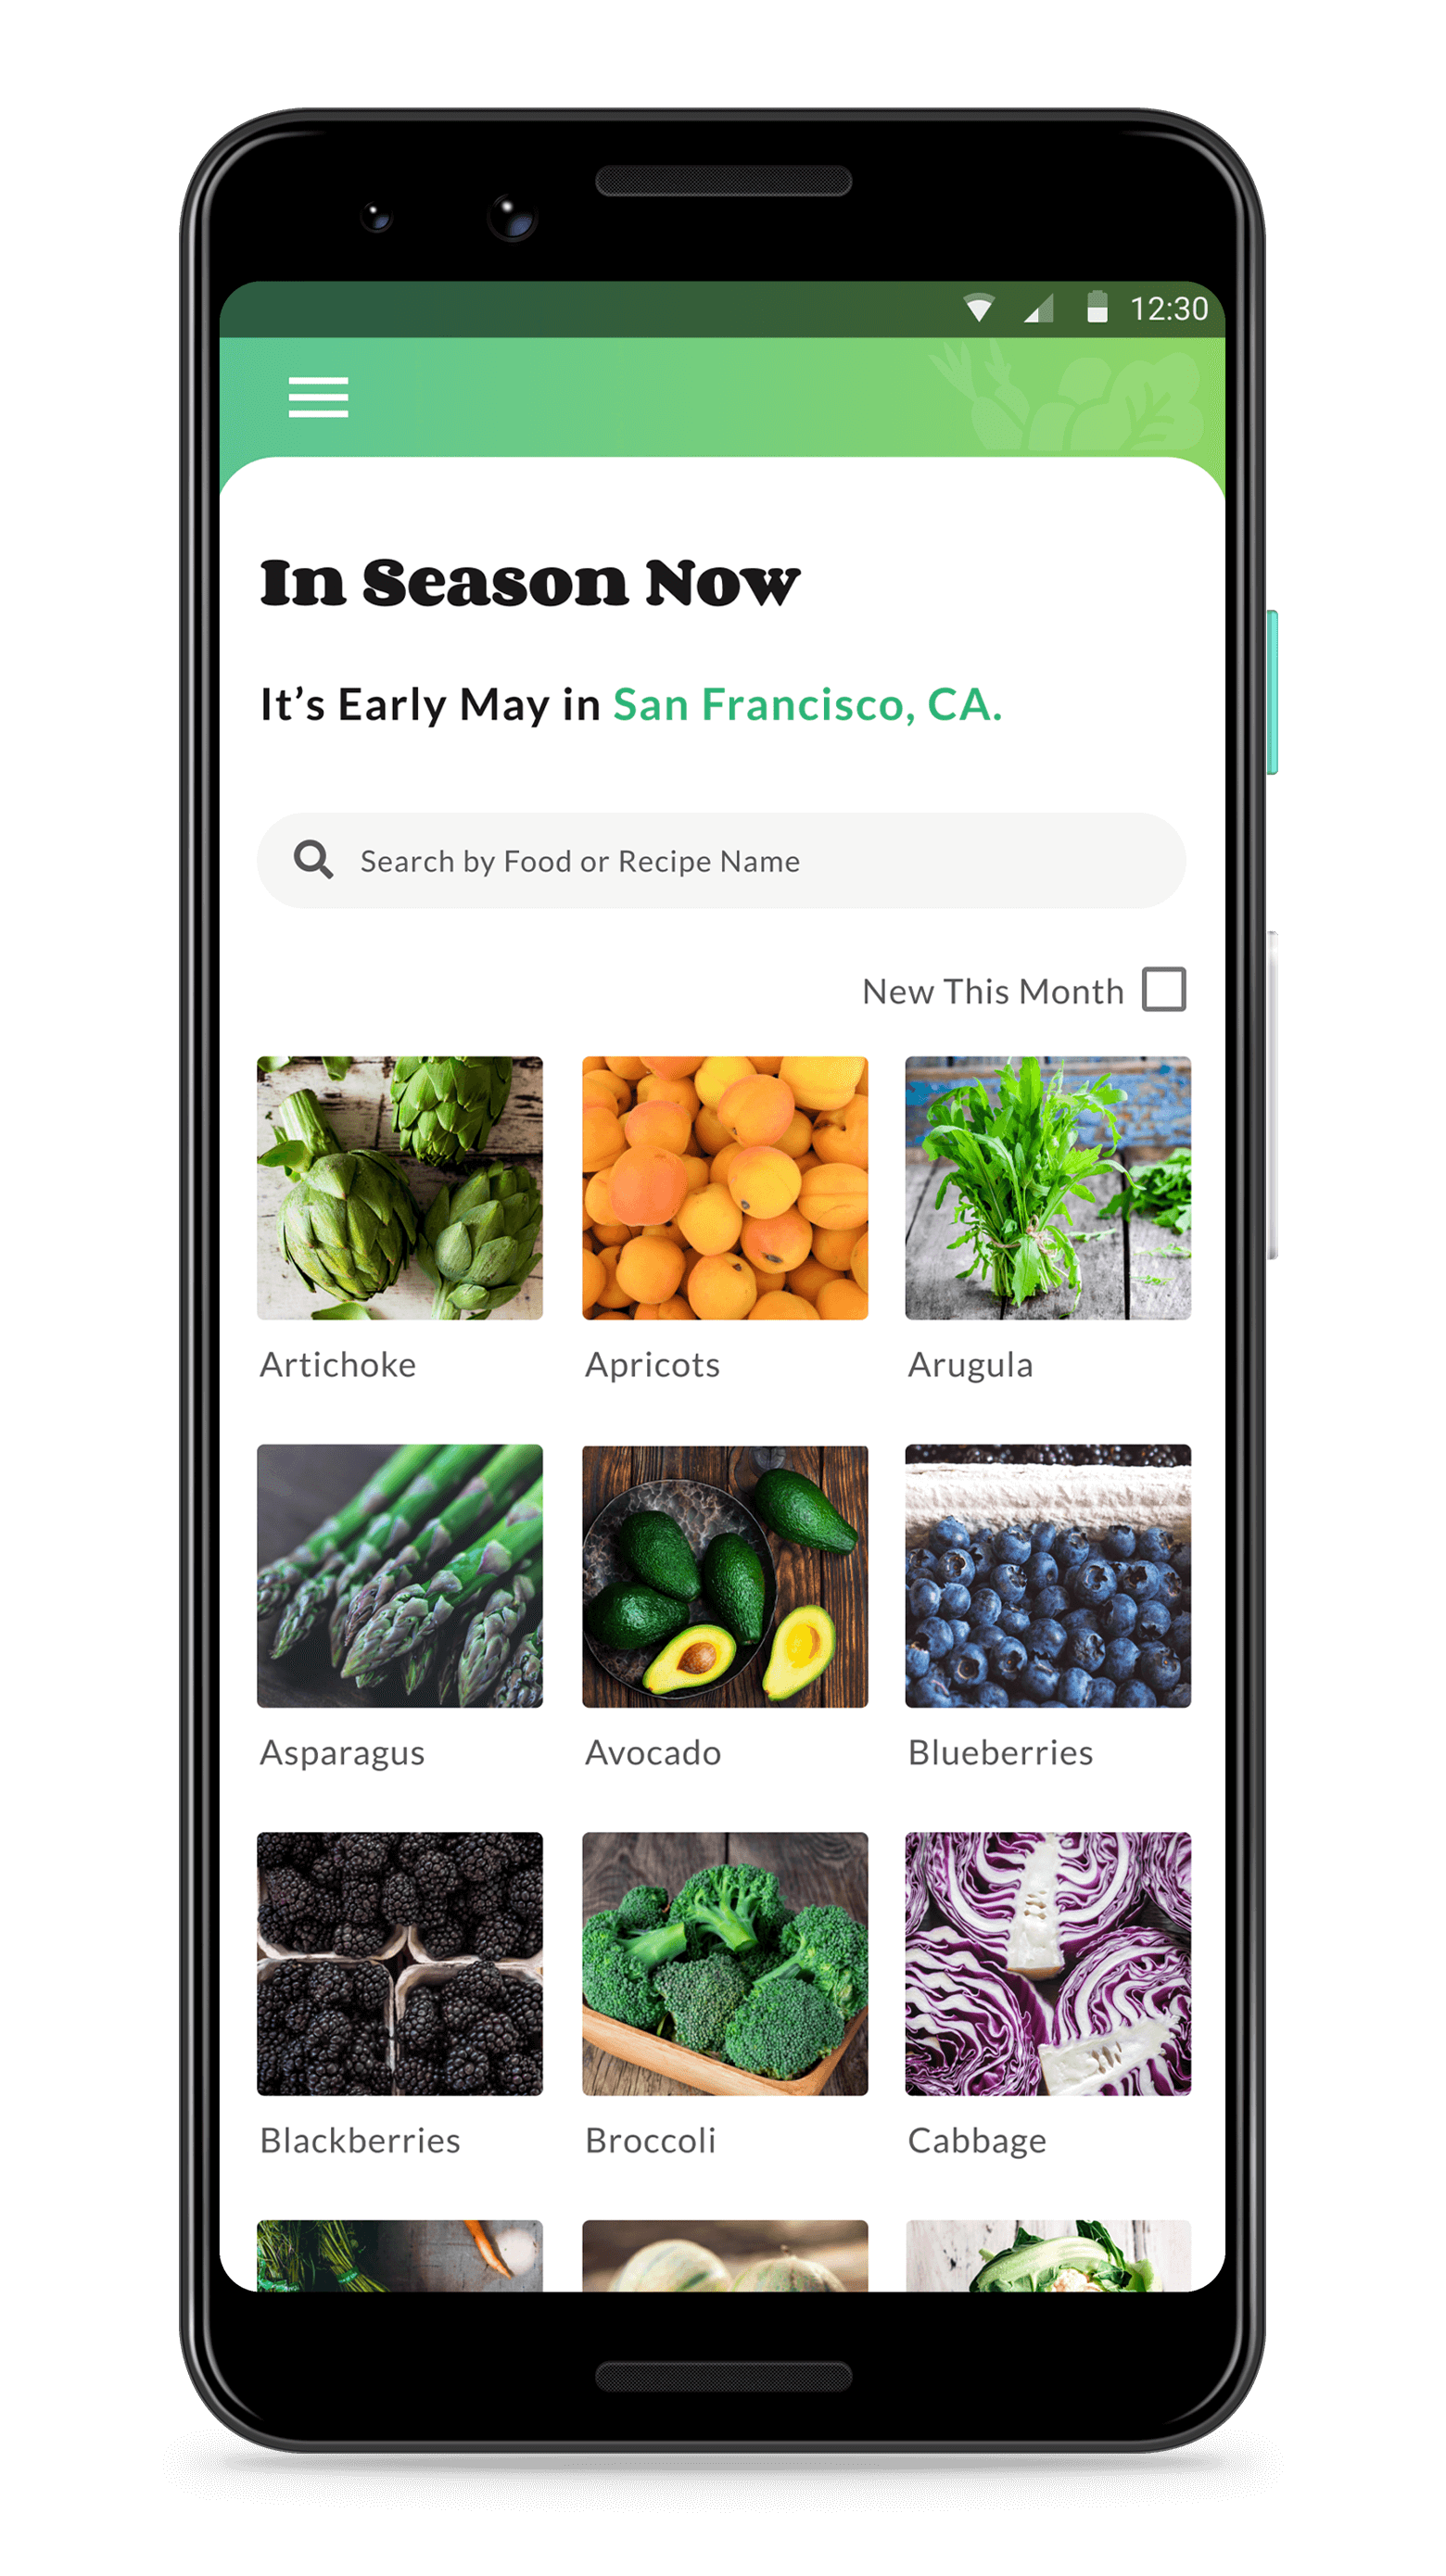 12:30
In Season Now
It’s Early May in San Francisco, CA.
Search by Food or Recipe Name
New This Month
Artichoke
Apricots
Arugula
Asparagus
Avocado
Blueberries
Blackberries
Broccoli
Cabbage